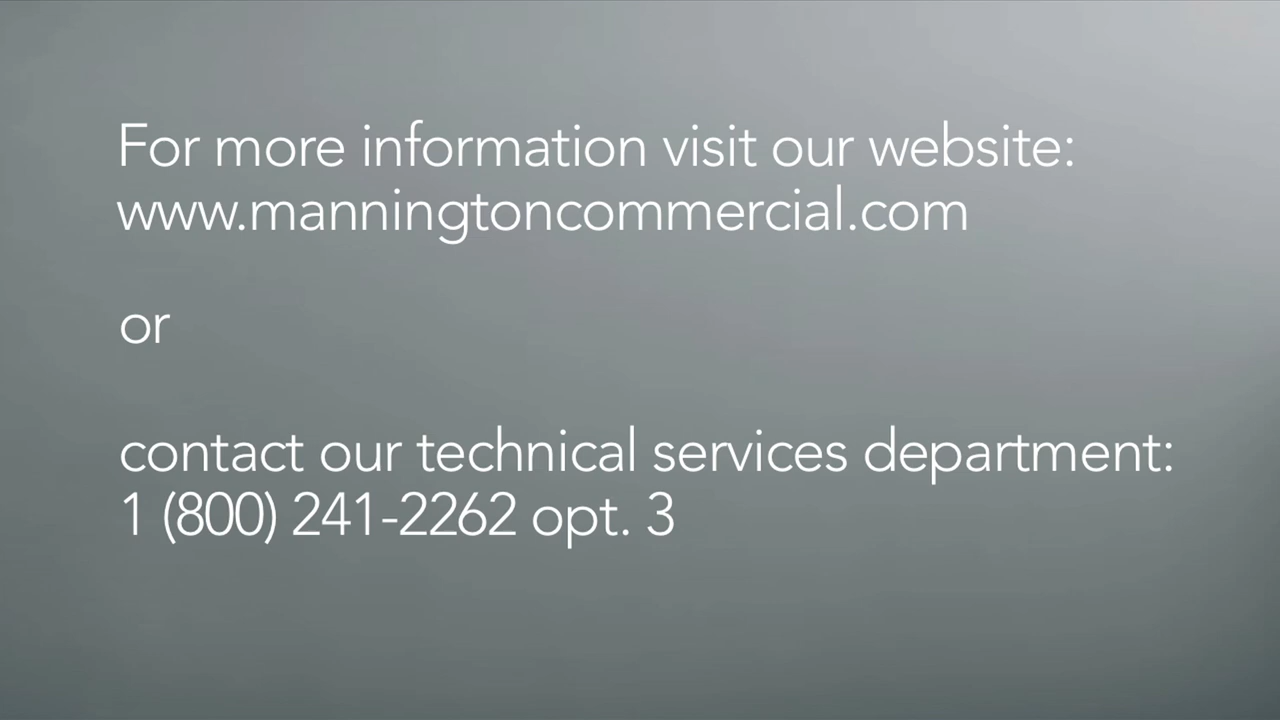 For more information visit our website:
www.manningtoncommercial.com
or
contact our technical services department:
1 (800) 241-2262 opt. 3